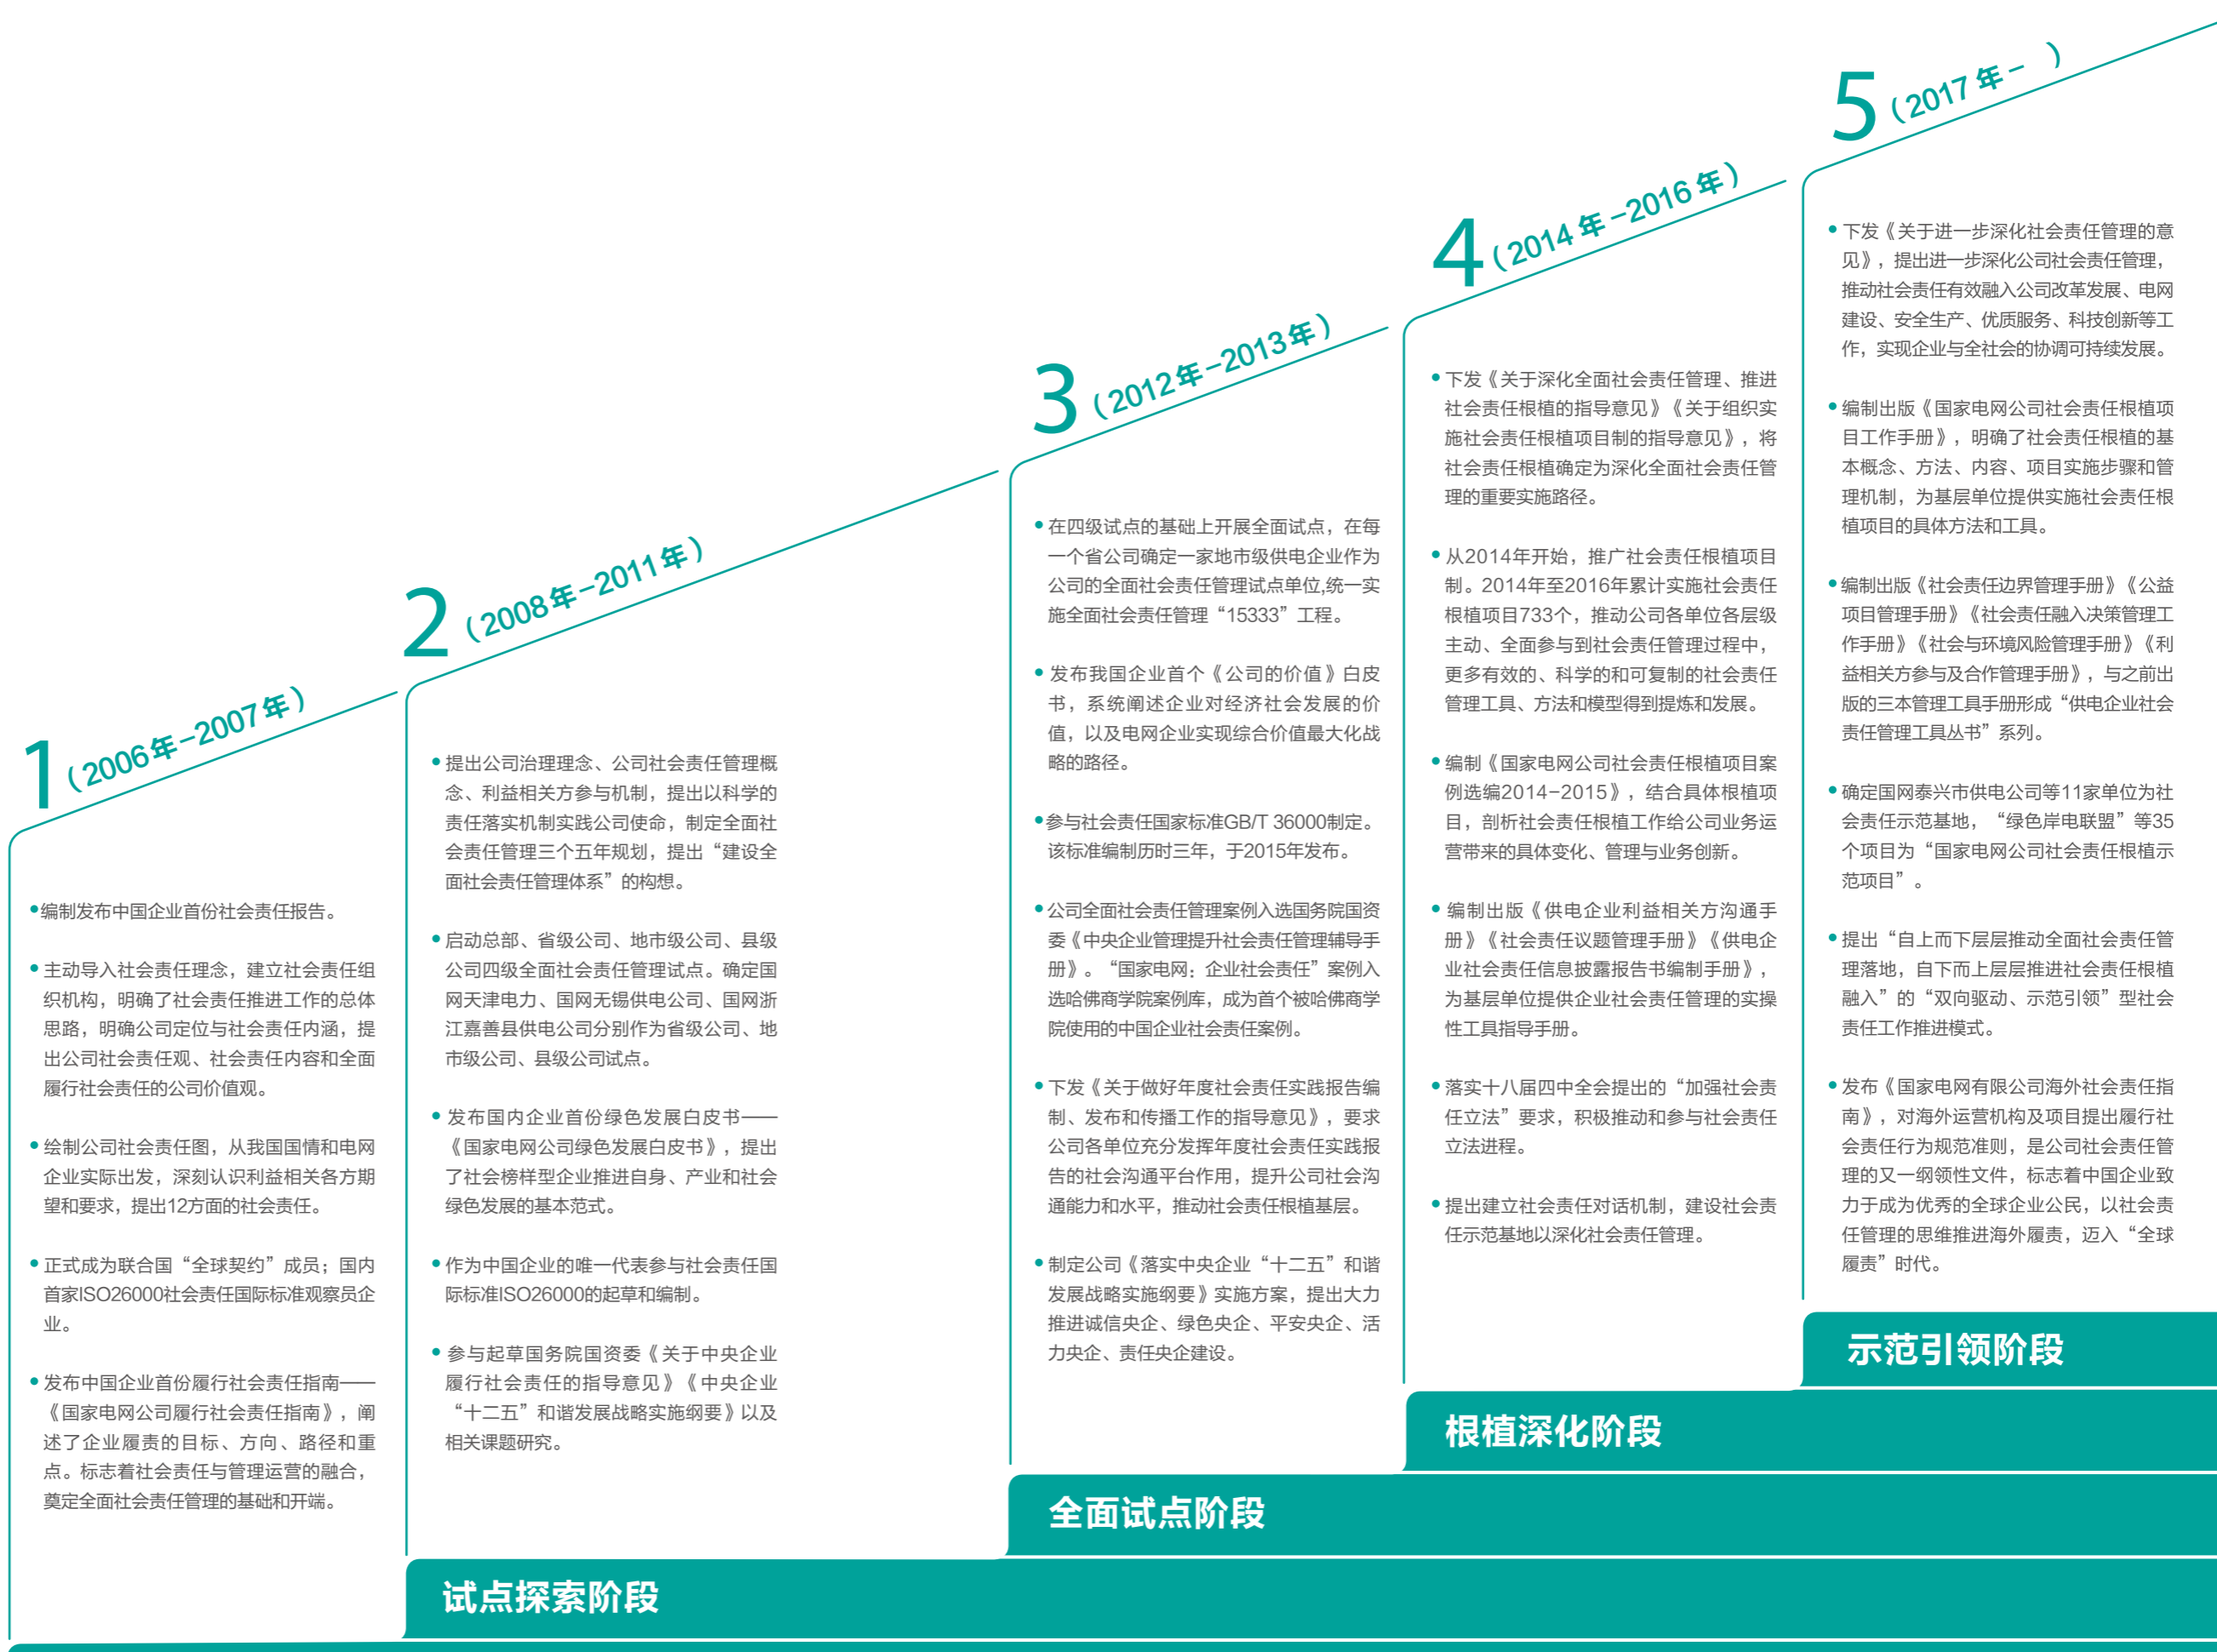 1（2006年-2007年）
•编制发布中国企业首份社会责任报告。
•主动导入社会责任理念，建立社会责任组
织机构，明确了社会责任推进工作的总体
思路，明确公司定位与社会责任内涵，提
出公司社会责任观、社会责任内容和全面
履行社会责任的公司价值观。
•绘制公司社会责任图，从我国国情和电网
企业实际出发，深刻认识利益相关各方期
望和要求，提出12方面的社会责任。
•正式成为联合国“全球契约”成员；国内
首家ISO26000社会责任国际标准观察员企
业。
•发布中国企业首份履行社会责任指南——
《国家电网公司履行社会责任指南》，阐
述了企业履责的目标、方向、路径和重
点。标志着社会责任与管理运营的融合，
奠定全面社会责任管理的基础和开端。
2（2008年-2011年）
•提出公司治理理念、公司社会责任管理概
念、利益相关方参与机制，提出以科学的
责任落实机制实践公司使命，制定全面社
会责任管理三个五年规划，提出“建设全
面社会责任管理体系”的构想。
•启动总部、省级公司、地市级公司、县级
公司四级全面社会责任管理试点。确定国
网天津电力、国网无锡供电公司、国网浙
江嘉善县供电公司分别作为省级公司、地
市级公司、县级公司试点。
•发布国内企业首份绿色发展白皮书——
《国家电网公司绿色发展白皮书》，提出
了社会榜样型企业推进自身、产业和社会
绿色发展的基本范式。
•作为中国企业的唯一代表参与社会责任国
际标准ISO26000的起草和编制。
•参与起草国务院国资委《关于中央企业
履行社会责任的指导意见》《中央企业
“十二五”和谐发展战略实施纲要》以及
相关课题研究。
试点探索阶段
3（2012年-2013年）
•在四级试点的基础上开展全面试点，在每
一个省公司确定一家地市级供电企业作为
公司的全面社会责任管理试点单位,统一实
施全面社会责任管理“15333”工程。
•发布我国企业首个《公司的价值》白皮
书，系统阐述企业对经济社会发展的价
值，以及电网企业实现综合价值最大化战
略的路径。
•参与社会责任国家标准GB/T 36000制定。
该标准编制历时三年，于2015年发布。
•公司全面社会责任管理案例入选国务院国资
委《中央企业管理提升社会责任管理辅导手
册》。“国家电网：企业社会责任”案例入
选哈佛商学院案例库，成为首个被哈佛商学
院使用的中国企业社会责任案例。
•下发《关于做好年度社会责任实践报告编
制、发布和传播工作的指导意见》，要求
公司各单位充分发挥年度社会责任实践报
告的社会沟通平台作用，提升公司社会沟
通能力和水平，推动社会责任根植基层。
•制定公司《落实中央企业“十二五”和谐
发展战略实施纲要》实施方案，提出大力
推进诚信央企、绿色央企、平安央企、活
力央企、责任央企建设。
全面试点阶段
4（2014年-2016年）
•下发《关于深化全面社会责任管理、推进
社会责任根植的指导意见》《关于组织实
施社会责任根植项目制的指导意见》，将
社会责任根植确定为深化全面社会责任管
理的重要实施路径。
•从2014年开始，推广社会责任根植项目
制。2014年至2016年累计实施社会责任
根植项目733个，推动公司各单位各层级
主动、全面参与到社会责任管理过程中，
更多有效的、科学的和可复制的社会责任
管理工具、方法和模型得到提炼和发展。
•编制《国家电网公司社会责任根植项目案
例选编2014-2015》，结合具体根植项
目，剖析社会责任根植工作给公司业务运
营带来的具体变化、管理与业务创新。
•编制出版《供电企业利益相关方沟通手
册》《社会责任议题管理手册》《供电企
业社会责任信息披露报告书编制手册》，
为基层单位提供企业社会责任管理的实操
性工具指导手册。
•落实十八届四中全会提出的“加强社会责
任立法”要求，积极推动和参与社会责任
立法进程。
•提出建立社会责任对话机制，建设社会责
任示范基地以深化社会责任管理。
根植深化阶段
5（2017年- ）
•下发《关于进一步深化社会责任管理的意
见》，提出进一步深化公司社会责任管理，
推动社会责任有效融入公司改革发展、电网
建设、安全生产、优质服务、科技创新等工
作，实现企业与全社会的协调可持续发展。
•编制出版《国家电网公司社会责任根植项
目工作手册》，明确了社会责任根植的基
本概念、方法、内容、项目实施步骤和管
理机制，为基层单位提供实施社会责任根
植项目的具体方法和工具。
•编制出版《社会责任边界管理手册》《公益
项目管理手册》《社会责任融入决策管理工
作手册》《社会与环境风险管理手册》《利
益相关方参与及合作管理手册》，与之前出
版的三本管理工具手册形成“供电企业社会
责任管理工具丛书”系列。
•确定国网泰兴市供电公司等11家单位为社
会责任示范基地，“绿色岸电联盟”等35
个项目为“国家电网公司社会责任根植示
范项目”。
•提出“自上而下层层推动全面社会责任管
理落地，自下而上层层推进社会责任根植
融入”的“双向驱动、示范引领”型社会
责任工作推进模式。
•发布《国家电网有限公司海外社会责任指
南》，对海外运营机构及项目提出履行社
会责任行为规范准则，是公司社会责任管
理的又一纲领性文件，标志着中国企业致
力于成为优秀的全球企业公民，以社会责
任管理的思维推进海外履责，迈入“全球
履责”时代。
示范引领阶段